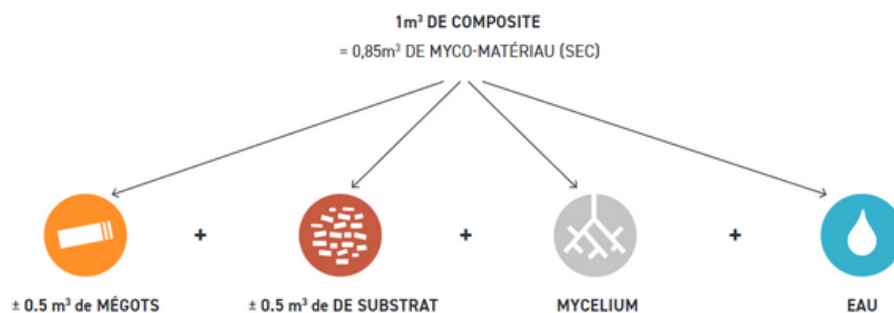 1m³ DE COMPOSITE
= 0,85m³ DE MYCO-MATÉRIAU (SEC)
+ + +
± 0.5 m³ de MÉGOTS ± 0.5 m³ de DE SUBSTRAT MYCELIUM EAU